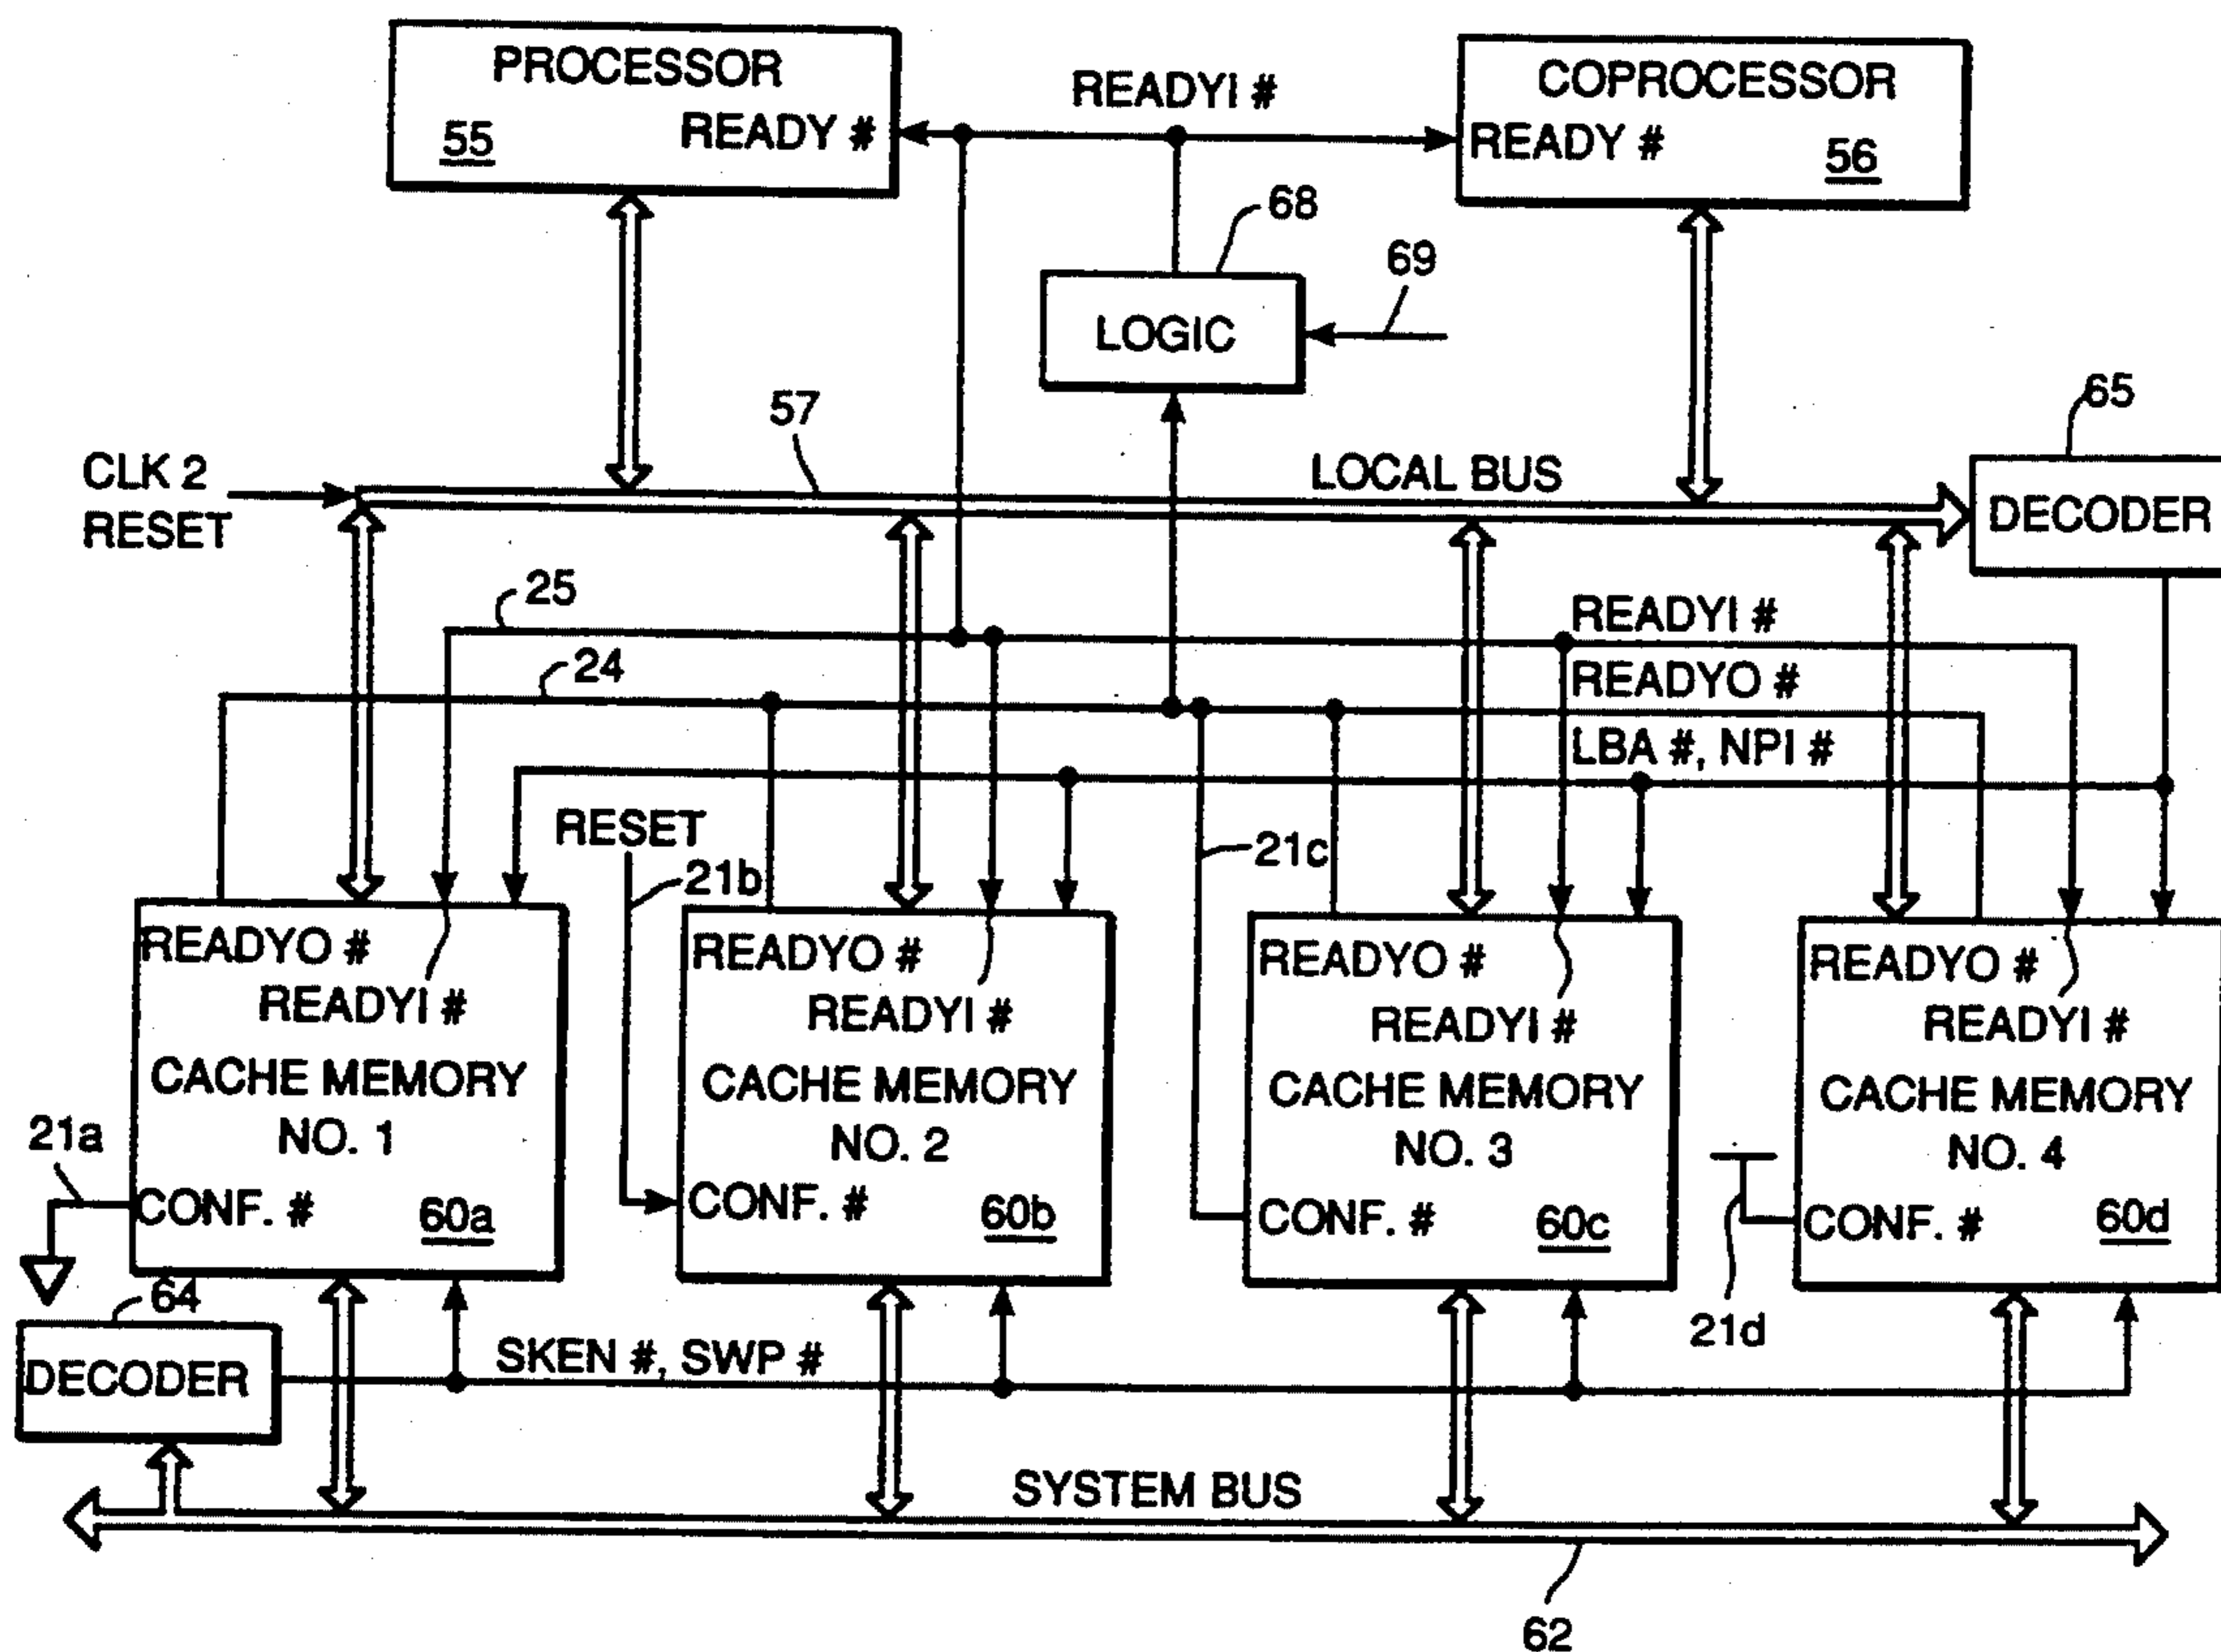 PROCESSOR
READY #
55
READYI #
COPROCESSOR
READY #
56
68
69
LOGIC
57
65
CLK 2
RESET
LOCAL BUS
DECODER
25
READYI #
24
READYO #
LBA #, NPI #
RESET
21b
21c
READYO #
READYI #
CACHE MEMORY
NO. 1
CONF. #
60a
21a
READYO #
READYI #
CACHE MEMORY
NO. 2
CONF. #
60b
READYO #
READYI #
CACHE MEMORY
NO. 3
CONF. #
60c
READYO #
READYI #
CACHE MEMORY
NO. 4
CONF. #
60d
21d
64
DECODER
SKEN #, SWP #
SYSTEM BUS
62